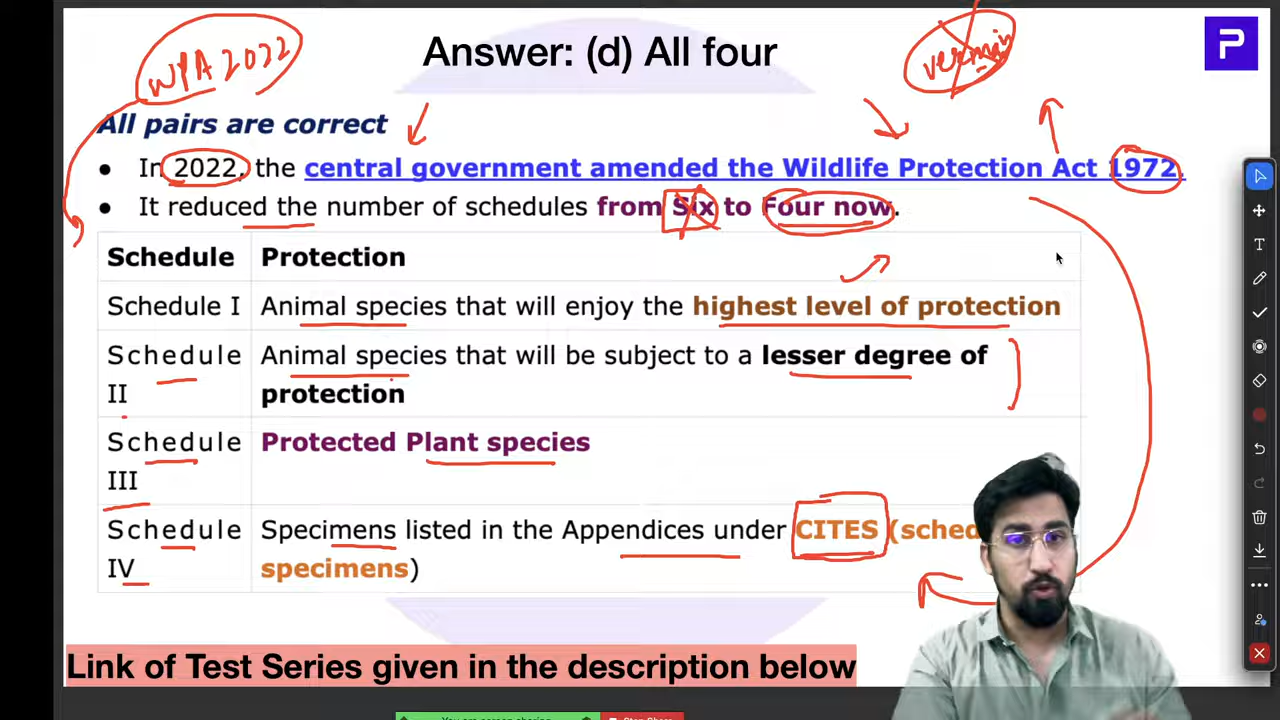 WPA 2022
Answer: (d) All four
vermin
P
All pairs are correct
• In 2022, the central government amended the Wildlife Protection Act 1972.
• It reduced the number of schedules from Six to Four now.
Schedule Protection
Schedule I Animal species that will enjoy the highest level of protection
Schedule Animal species that will be subject to a lesser degree of
II protection
Schedule Protected Plant species
III
Schedule Specimens listed in the Appendices under CITES (sched
IV specimens)
Link of Test Series given in the description below